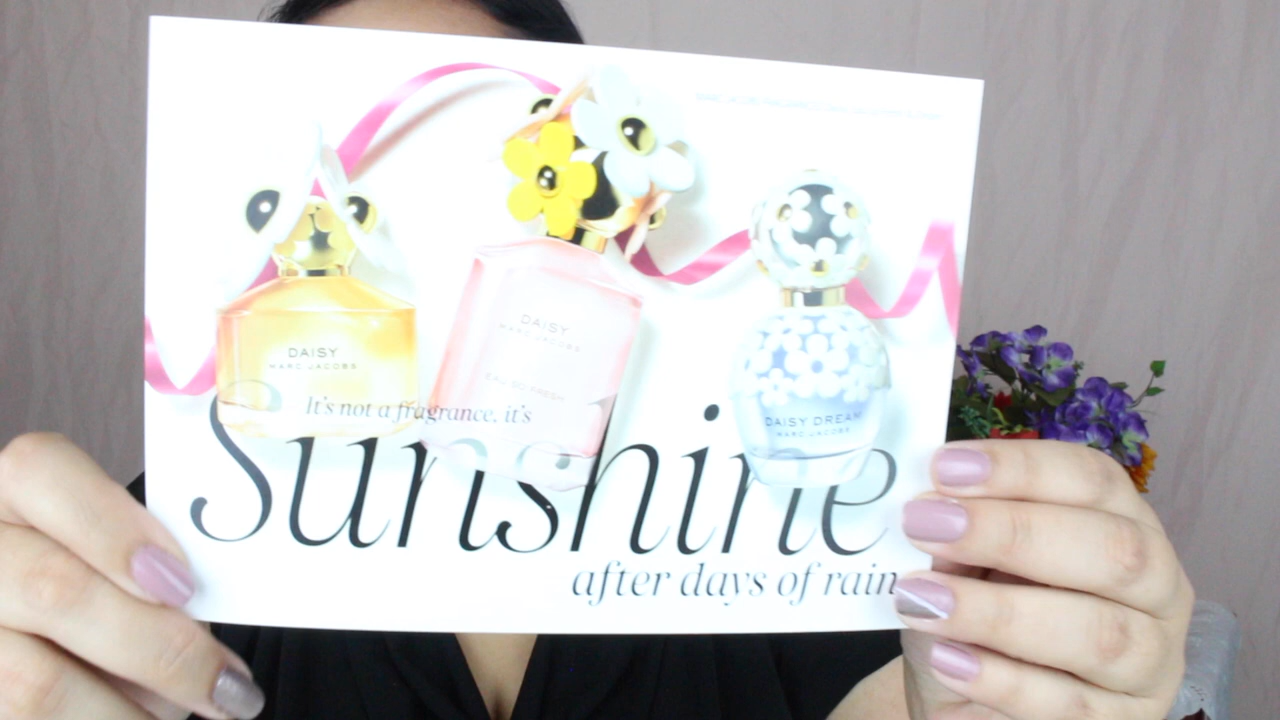 DAISY
MARC JACOBS
DAISY
MARC JACOBS
EAU SO FRESH
DAISY DREAM
MARC JACOBS
It's not a fragrance, it's
Sunshine
after days of rain